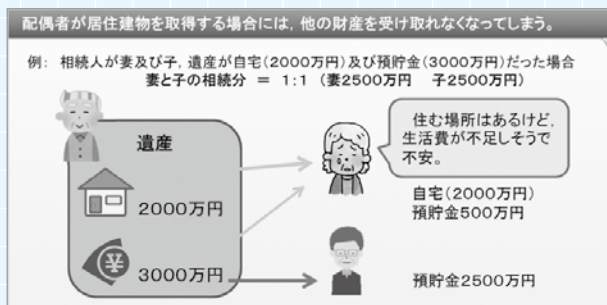 配偶者が居住建物を取得する場合には，他の財産を受け取れなくなってしまう。
例： 相続人が妻及び子，遺産が自宅(2000万円)及び預貯金(3000万円)だった場合
妻と子の相続分 ＝ 1:1 (妻2500万円 子2500万円)
遺産
2000万円
¥
3000万円
住む場所はあるけど，
生活費が不足しそうで
不安。
自宅(2000万円)
預貯金500万円
預貯金2500万円